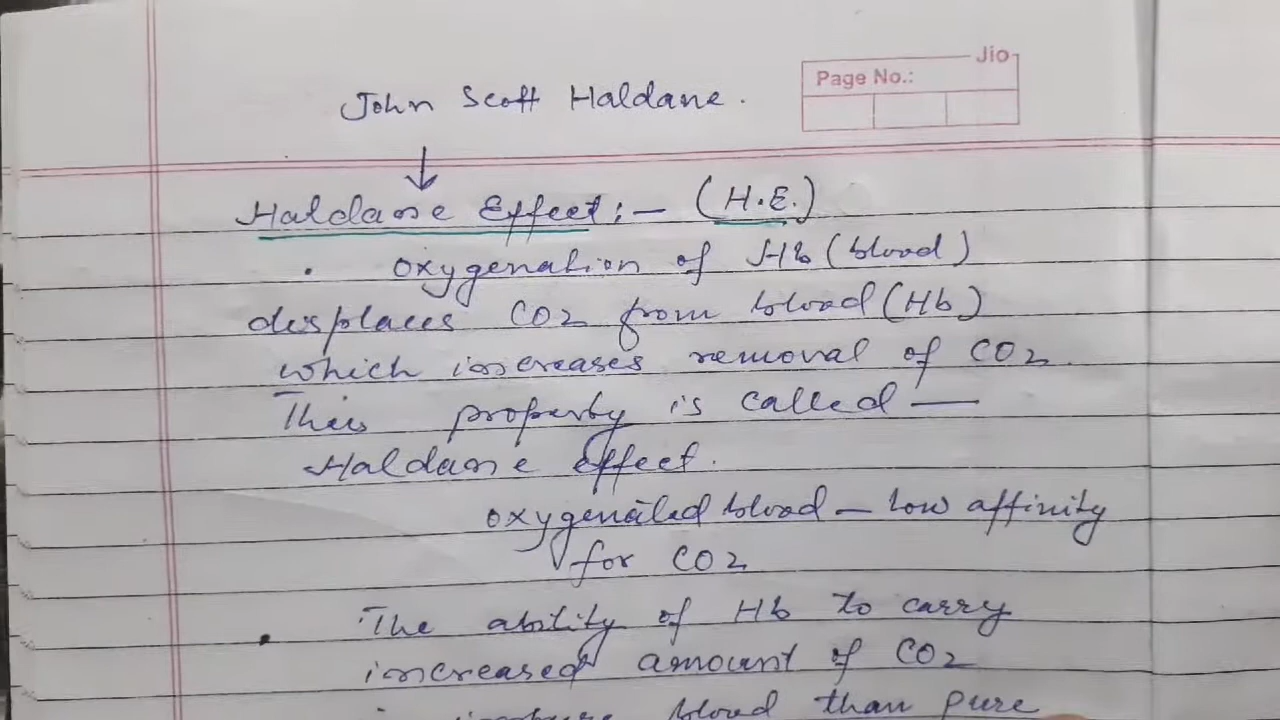 Jio
Page No.:
John Scott Haldane.
Haldane Effect:- (H.E.)
• Oxygenation of Hb (blood)
displaces CO2 from blood (Hb)
which increases removal of CO2.
This property is called —
Haldane effect.
oxygenated blood - low affinity
for CO2
• The ability of Hb to carry
increased amount of CO2
in impure blood than pure